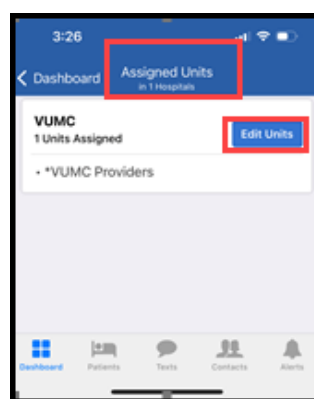 3:26
Dashboard
Assigned Units
in 1 Hospitals
VUMC
1 Units Assigned
Edit Units
• *VUMC Providers
Dashboard
Patients
Texts
Contacts
Alerts